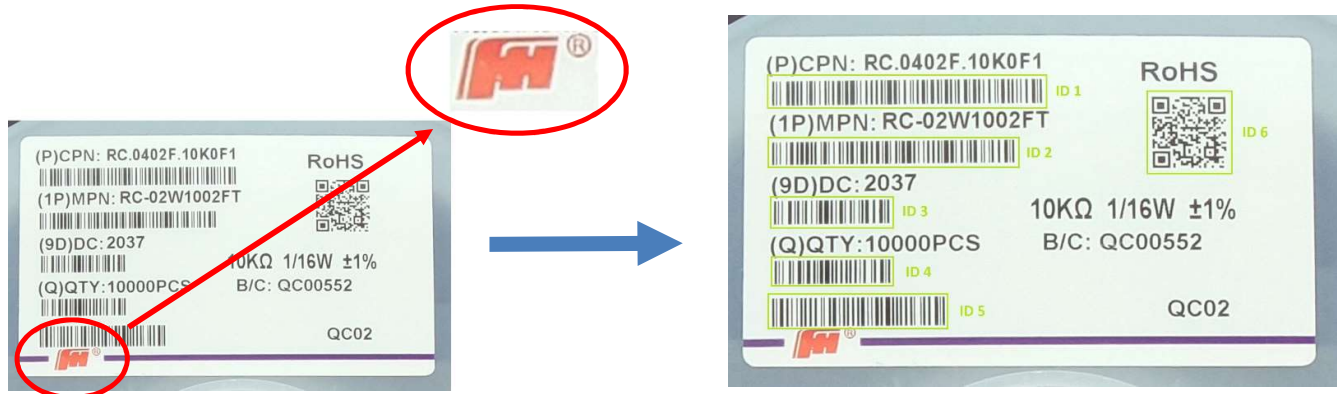 ®
(P)CPN: RC.0402F.10K0F1
RoHS
(1P)MPN: RC-02W1002FT
(9D)DC: 2037
10KΩ 1/16W ±1%
(Q)QTY:10000PCS
B/C: QC00552
QC02
®
(P)CPN: RC.0402F.10K0F1
RoHS
ID 1
(1P)MPN: RC-02W1002FT
ID 2
ID 6
(9D)DC: 2037
ID 3
10KΩ 1/16W ±1%
(Q)QTY:10000PCS
B/C: QC00552
ID 4
ID 5
QC02
®